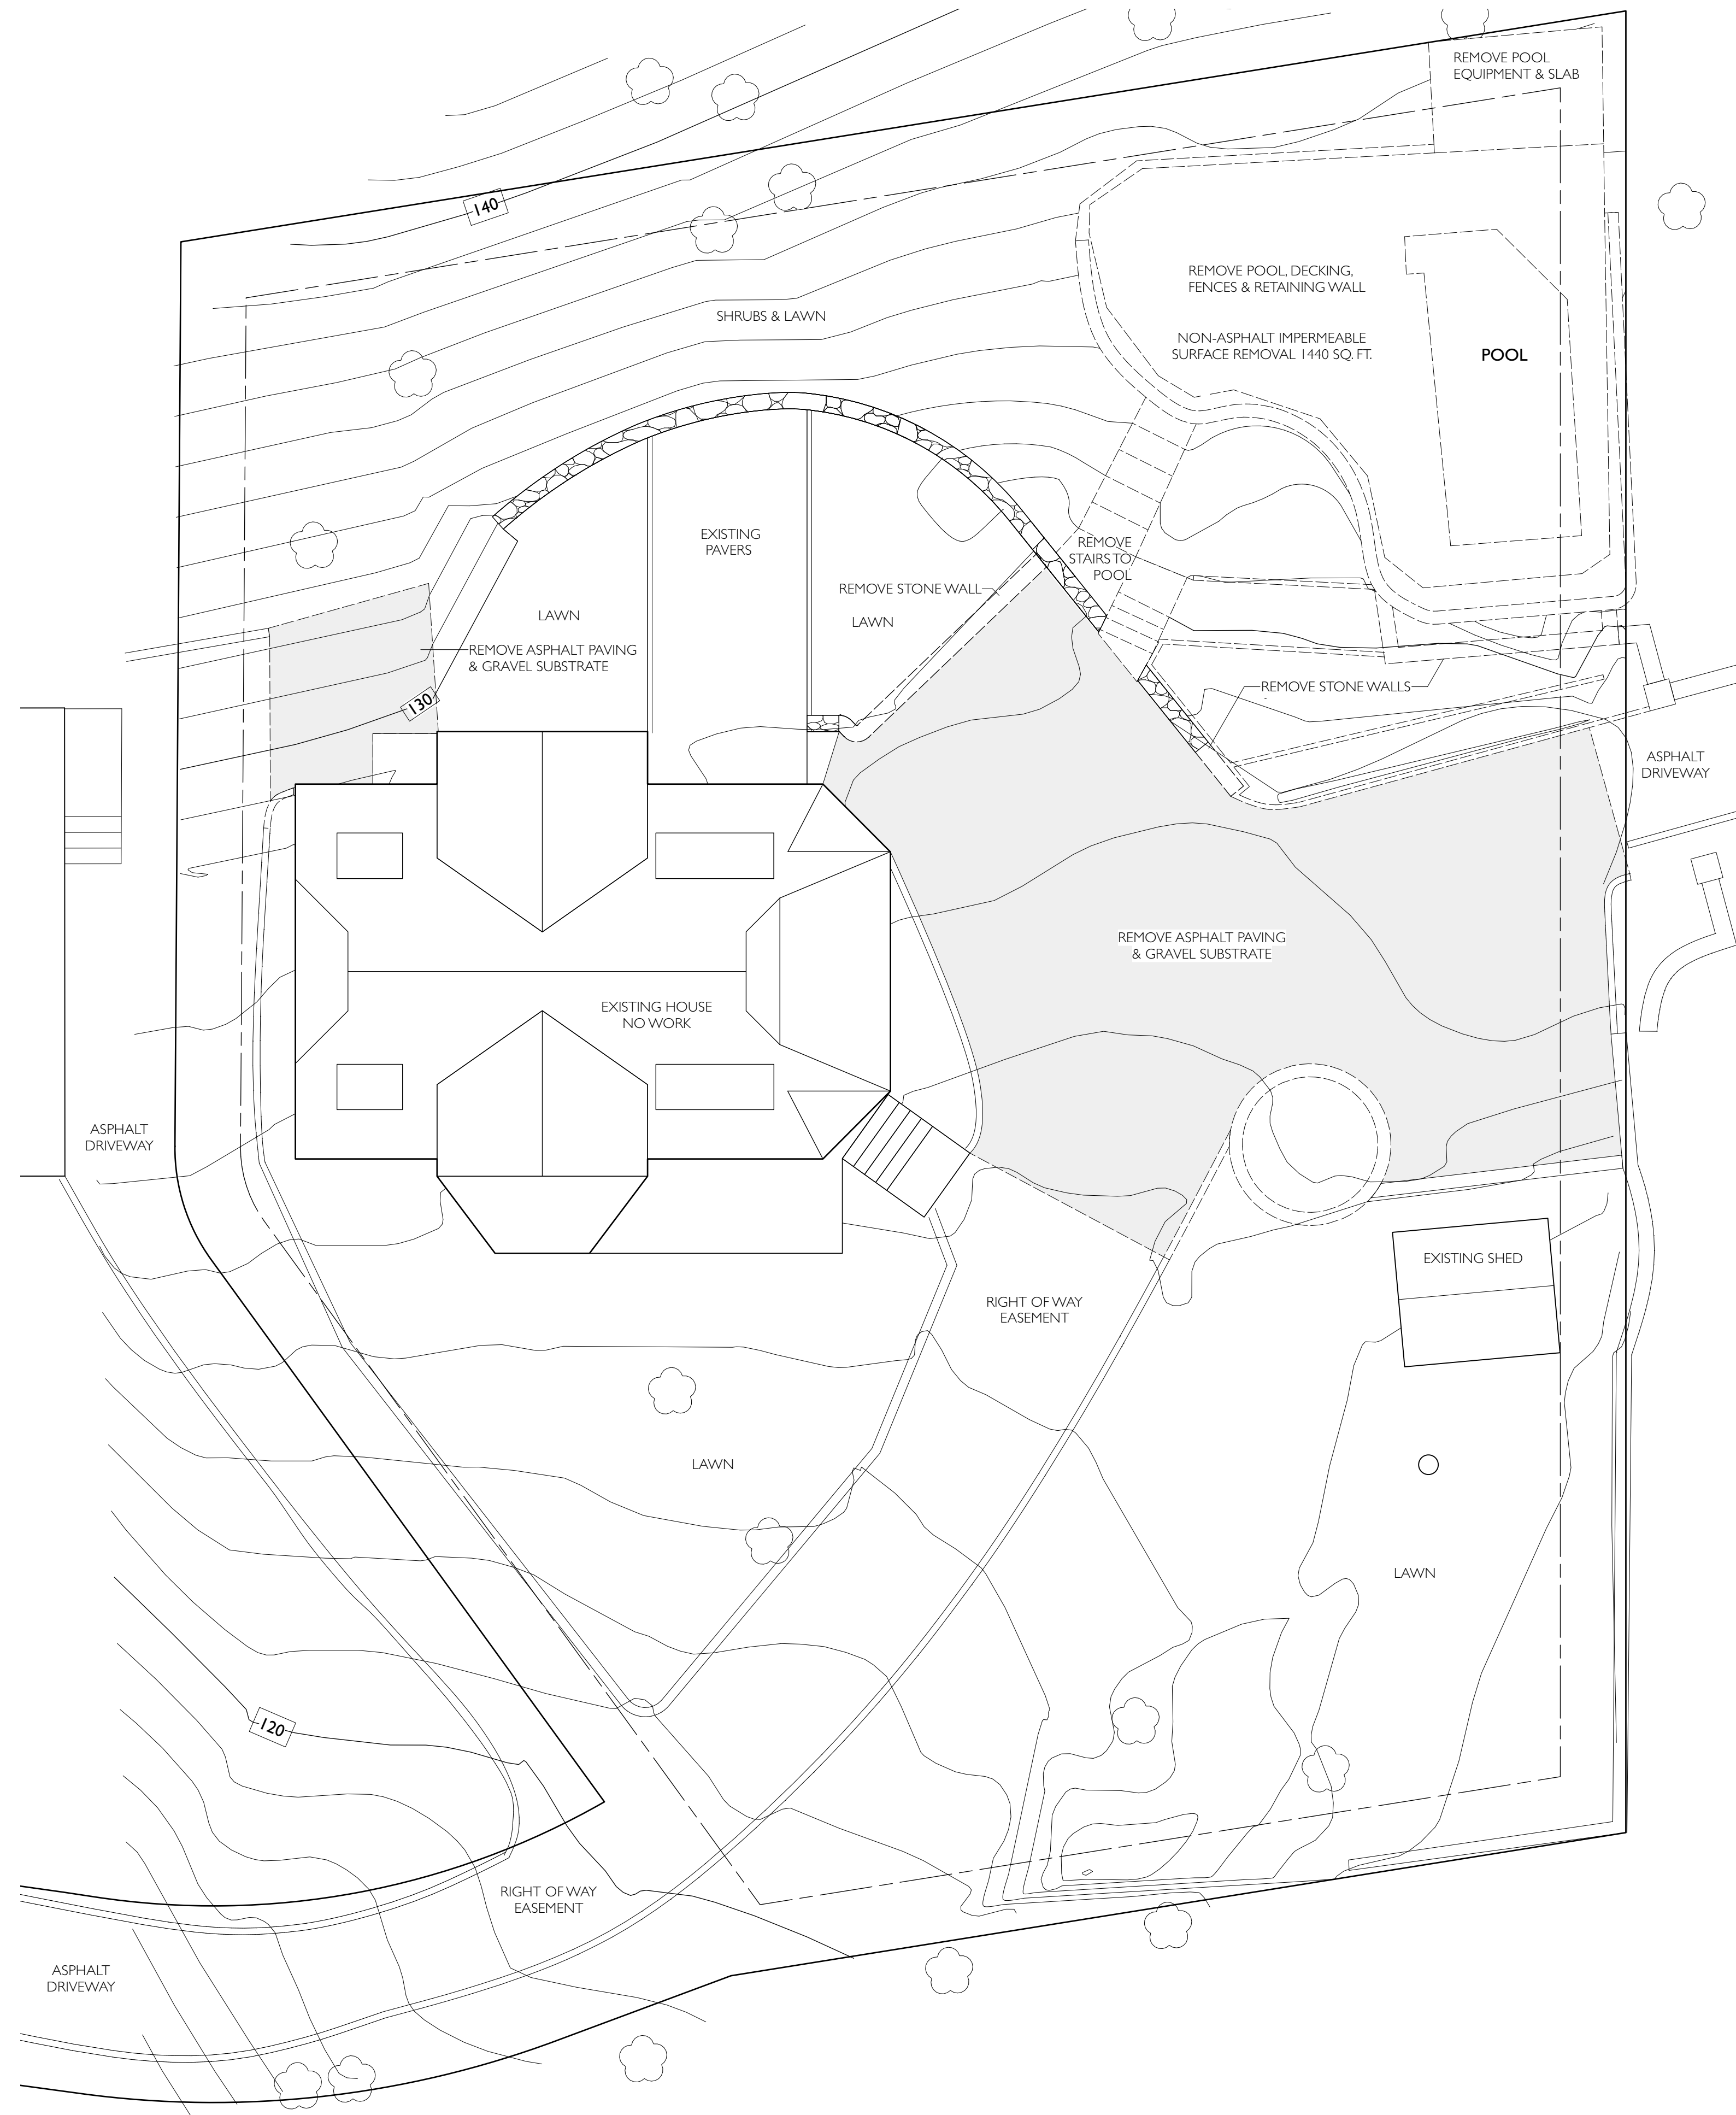 REMOVE POOL
EQUIPMENT & SLAB
140
REMOVE POOL, DECKING,
FENCES & RETAINING WALL
SHRUBS & LAWN
NON-ASPHALT IMPERMEABLE
SURFACE REMOVAL 1440 SQ. FT.
POOL
EXISTING
PAVERS
REMOVE
STAIRS TO
POOL
REMOVE STONE WALL
LAWN
LAWN
REMOVE ASPHALT PAVING
& GRAVEL SUBSTRATE
REMOVE STONE WALLS
130
ASPHALT
DRIVEWAY
REMOVE ASPHALT PAVING
& GRAVEL SUBSTRATE
EXISTING HOUSE
NO WORK
ASPHALT
DRIVEWAY
EXISTING SHED
RIGHT OF WAY
EASEMENT
LAWN
LAWN
120
RIGHT OF WAY
EASEMENT
ASPHALT
DRIVEWAY